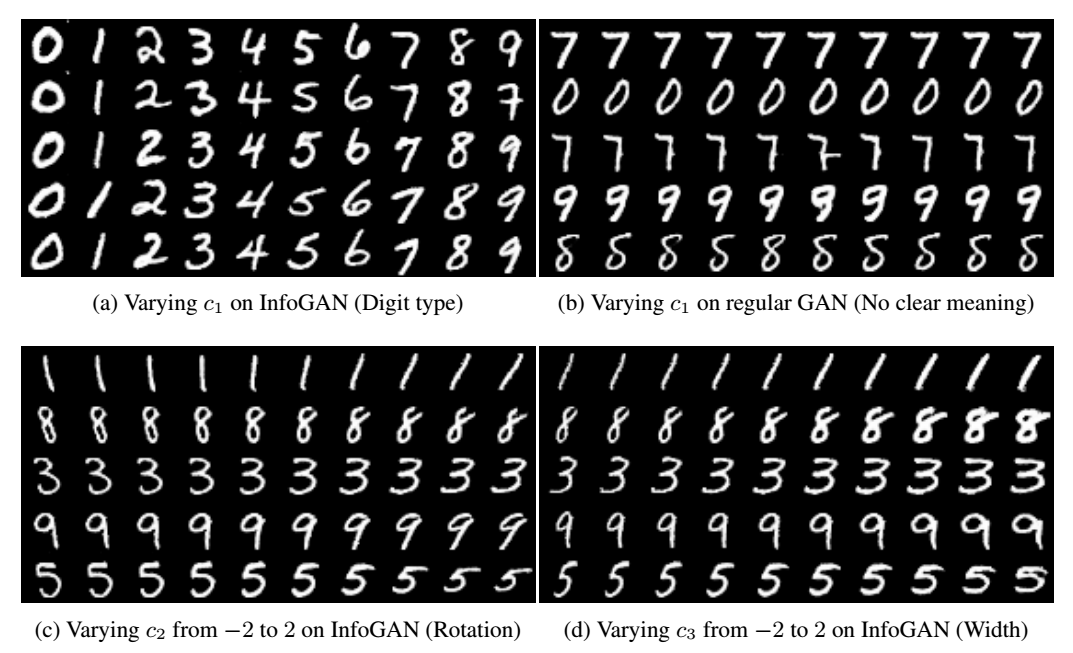 0 1 2 3 4 5 6 7 8 9
0 1 2 3 4 5 6 7 8 7
0 1 2 3 4 5 6 7 8 9
0 1 2 3 4 5 6 7 8 9
0 1 2 3 4 5 6 7 8 9
(a) Varying c₁ on InfoGAN (Digit type)
7 7 7 7 7 7 7 7 7 7
0 0 0 0 0 0 0 0 0 0
7 7 7 7 7 7 7 7 7 7
9 9 9 9 9 9 9 9 9 9
8 8 8 8 8 8 8 8 8 8
(b) Varying c₁ on regular GAN (No clear meaning)
1 1 1 1 1 1 1 1 1 1
8 8 8 8 8 8 8 8 8 8
3 3 3 3 3 3 3 3 3 3
9 9 9 9 9 9 9 9 9 9
5 5 5 5 5 5 5 5 5 5
(c) Varying c₂ from −2 to 2 on InfoGAN (Rotation)
1 1 1 1 1 1 1 1 1 1
8 8 8 8 8 8 8 8 8 8
3 3 3 3 3 3 3 3 3 3
9 9 9 9 9 9 9 9 9 9
5 5 5 5 5 5 5 5 5 5
(d) Varying c₃ from −2 to 2 on InfoGAN (Width)